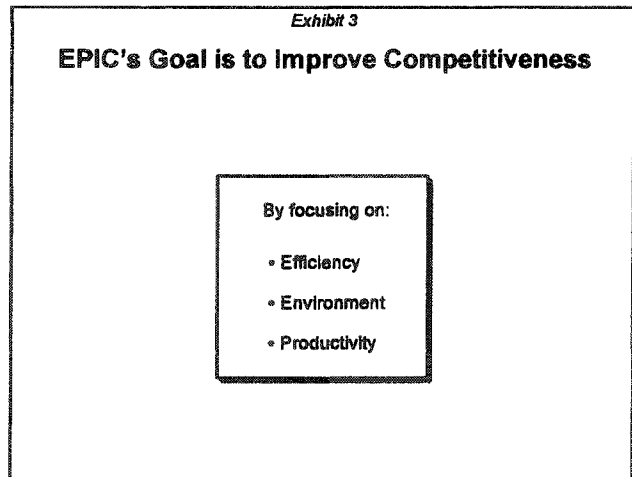 Exhibit 3
EPIC's Goal is to Improve Competitiveness
By focusing on:
• Efficiency
• Environment
• Productivity